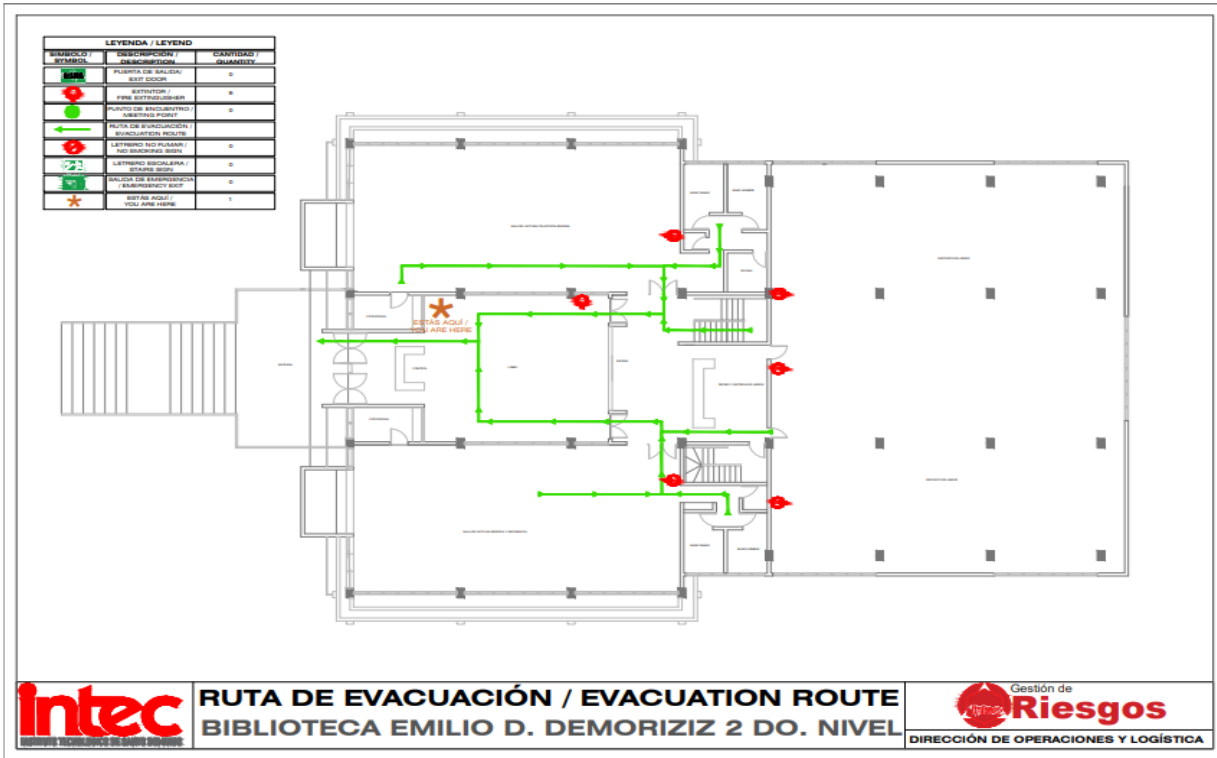 LEYENDA / LEYEND
SIMBOLO / SYMBOL
DESCRIPCIÓN / DESCRIPTION
CANTIDAD / QUANTITY
PUERTA DE SALIDA/ EXIT DOOR
0
EXTINTOR / FIRE EXTINGUISHER
6
PUNTO DE ENCUENTRO / MEETING POINT
0
RUTA DE EVACUACIÓN / EVACUATION ROUTE
LETRERO NO FUMAR / NO SMOKING SIGN
0
LETRERO ESCALERA / STAIRS SIGN
0
SALIDA DE EMERGENCIA / EMERGENCY EXIT
0
ESTÁS AQUÍ / YOU ARE HERE
1
ESTÁS AQUÍ /
YOU ARE HERE
LOBBY
CONTROL
intec
RUTA DE EVACUACIÓN / EVACUATION ROUTE
BIBLIOTECA EMILIO D. DEMORIZIZ 2 DO. NIVEL
Gestión de
Riesgos
DIRECCIÓN DE OPERACIONES Y LOGÍSTICA